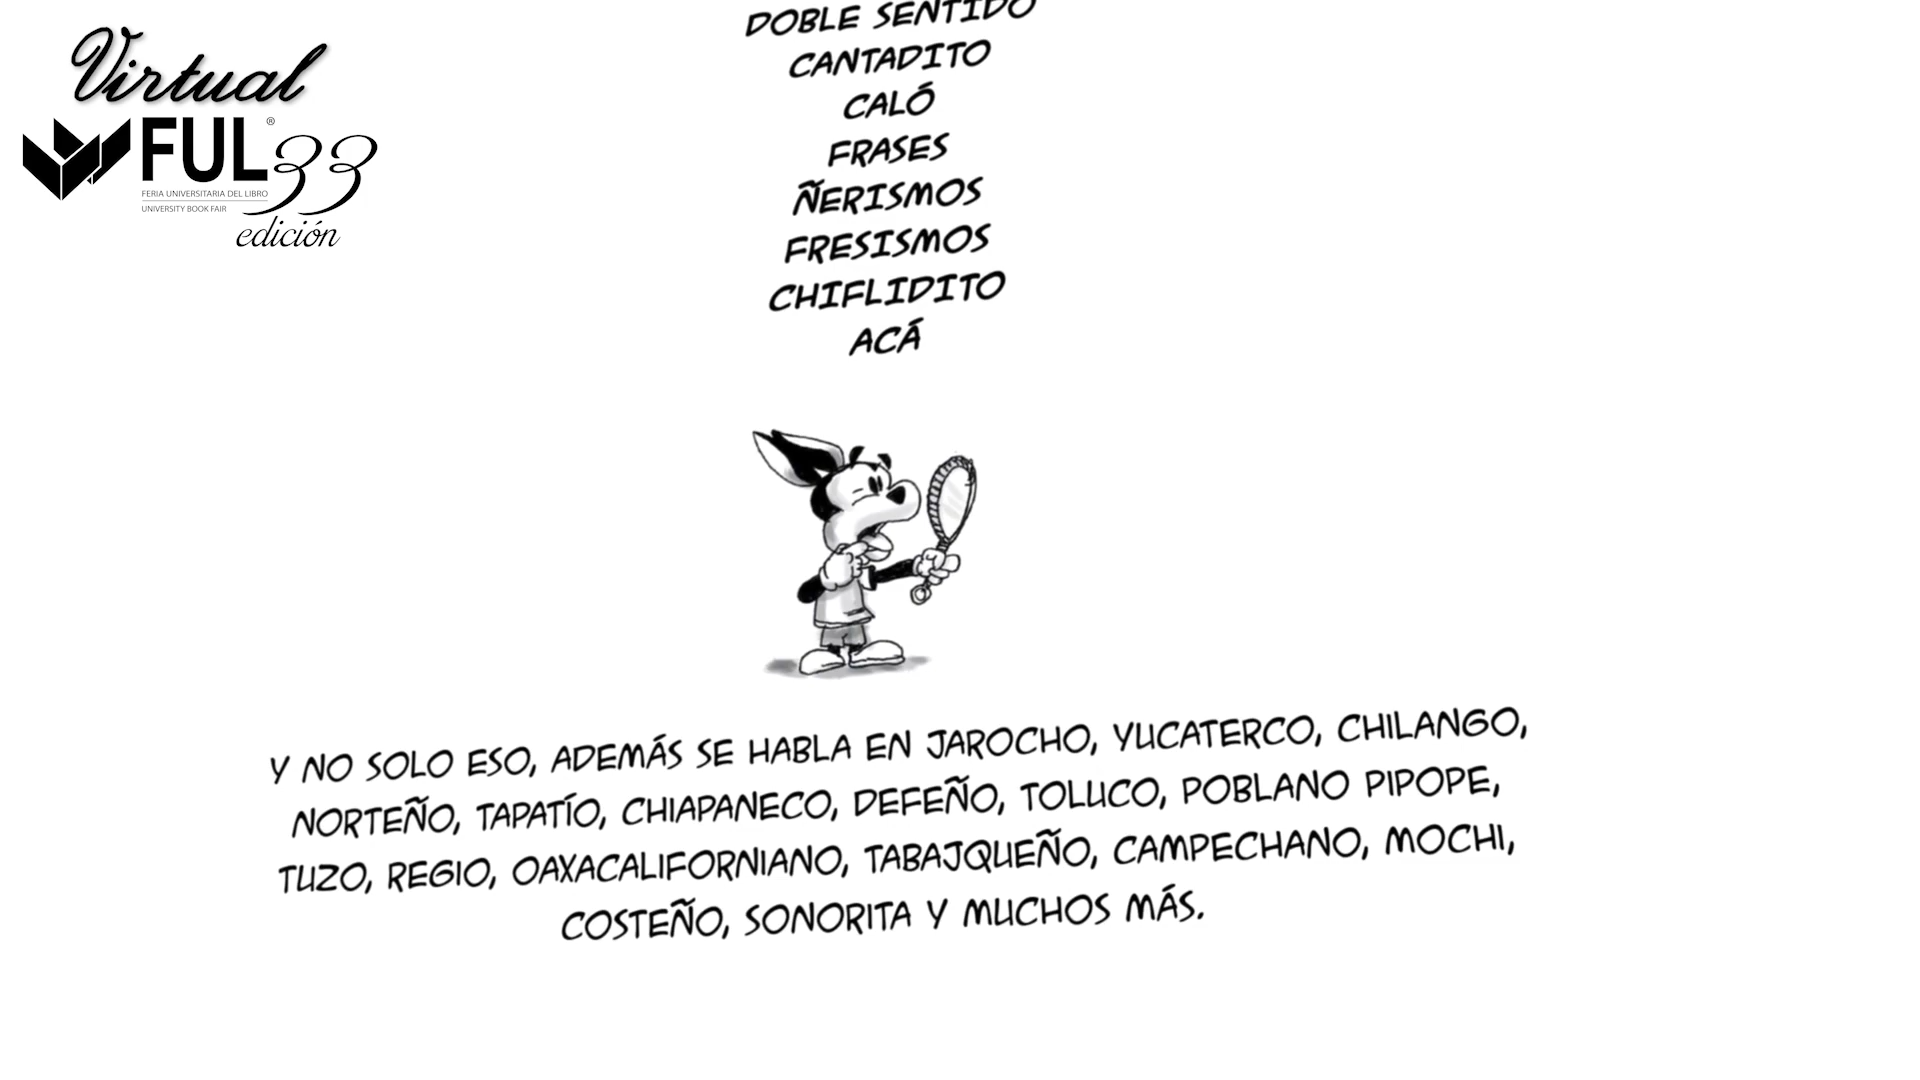 Virtual
FUL®
33
FERIA UNIVERSITARIA DEL LIBRO
UNIVERSITY BOOK FAIR
edición
DOBLE SENTIDO
CANTADITO
CALÓ
FRASES
ÑERISMOS
FRESISMOS
CHIFLIDITO
ACÁ
Y NO SOLO ESO, ADEMÁS SE HABLA EN JAROCHO, YUCATERCO, CHILANGO,
NORTEÑO, TAPATÍO, CHIAPANECO, DEFEÑO, TOLUCO, POBLANO PIPOPE,
TUZO, REGIO, OAXACALIFORNIANO, TABAJQUEÑO, CAMPECHANO, MOCHI,
COSTEÑO, SONORITA Y MUCHOS MÁS.